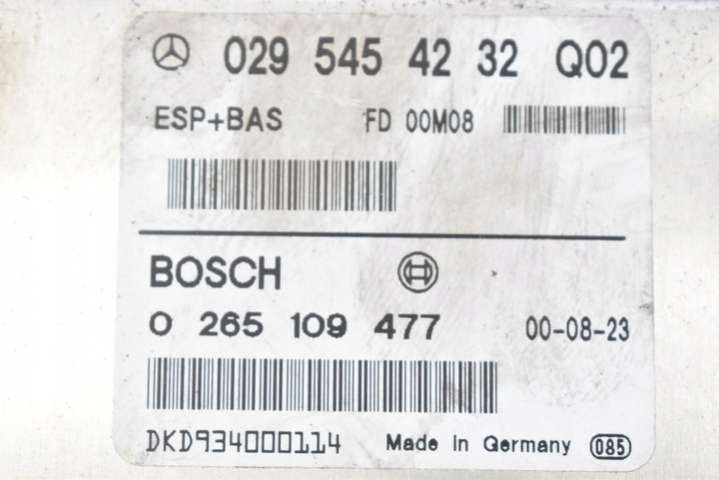 029 545 42 32 Q02
ESP+BAS FD 00M08
BOSCH
0 265 109 477 00-08-23
DKD934000114 Made in Germany 085